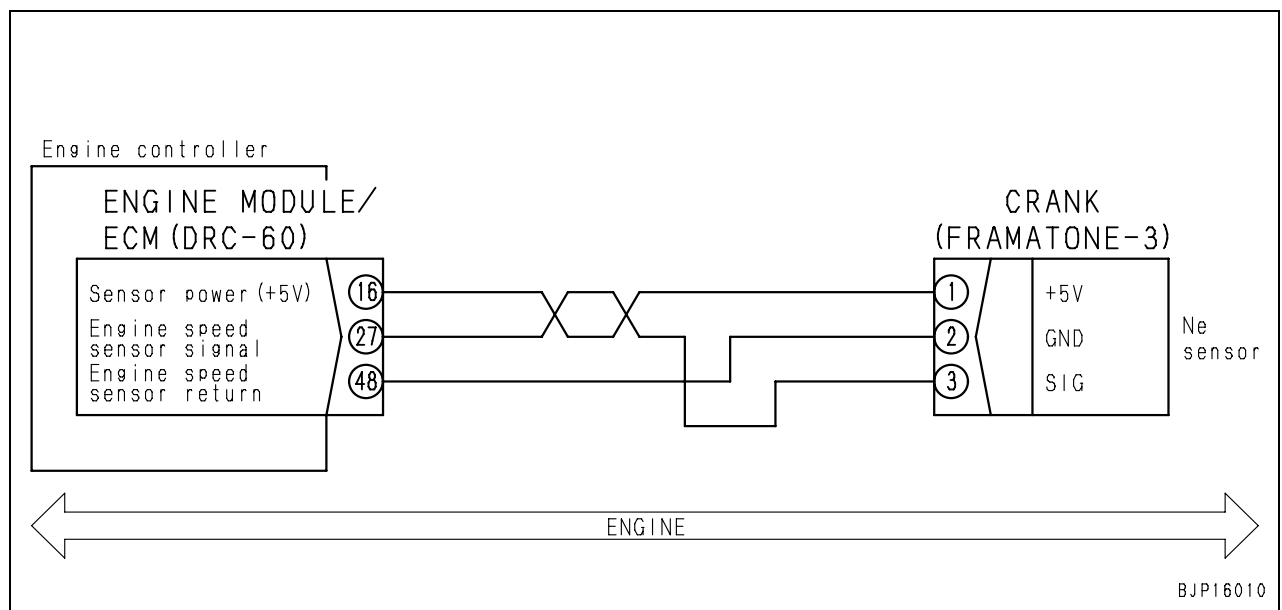 Engine controller
ENGINE MODULE/
ECM(DRC-60)
Sensor power(+5V)
16
Engine speed
sensor signal
27
Engine speed
sensor return
48
CRANK
(FRAMATONE-3)
1
+5V
2
GND
3
SIG
Ne
sensor
ENGINE
BJP16010